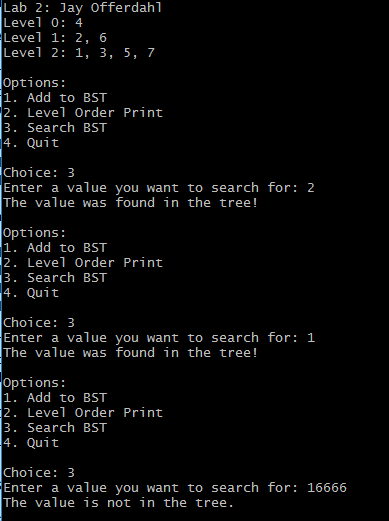 Lab 2: Jay Offerdahl
Level 0: 4
Level 1: 2, 6
Level 2: 1, 3, 5, 7
Options:
1. Add to BST
2. Level Order Print
3. Search BST
4. Quit
Choice: 3
Enter a value you want to search for: 2
The value was found in the tree!
Options:
1. Add to BST
2. Level Order Print
3. Search BST
4. Quit
Choice: 3
Enter a value you want to search for: 1
The value was found in the tree!
Options:
1. Add to BST
2. Level Order Print
3. Search BST
4. Quit
Choice: 3
Enter a value you want to search for: 16666
The value is not in the tree.